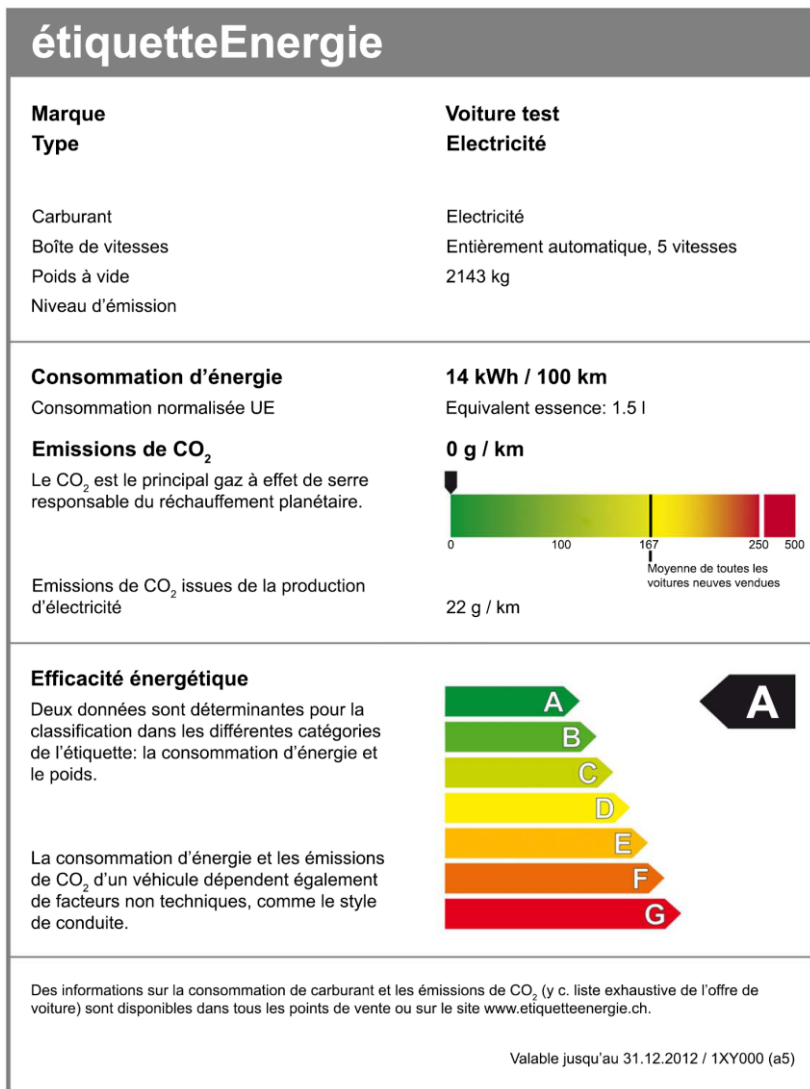 étiquetteEnergie
Marque Voiture test
Type Electricité
Carburant Electricité
Boîte de vitesses Entièrement automatique, 5 vitesses
Poids à vide 2143 kg
Niveau d'émission
Consommation d'énergie 14 kWh / 100 km
Consommation normalisée UE Equivalent essence: 1.5 l
Emissions de CO₂ 0 g / km
Le CO₂ est le principal gaz à effet de serre
responsable du réchauffement planétaire.
0 100 167 250 500
Moyenne de toutes les
voitures neuves vendues
Emissions de CO₂ issues de la production
d'électricité 22 g / km
Efficacité énergétique
Deux données sont déterminantes pour la
classification dans les différentes catégories
de l'étiquette: la consommation d'énergie et
le poids.
La consommation d'énergie et les émissions
de CO₂ d'un véhicule dépendent également
de facteurs non techniques, comme le style
de conduite.
A A
B
C
D
E
F
G
Des informations sur la consommation de carburant et les émissions de CO₂ (y c. liste exhaustive de l'offre de
voiture) sont disponibles dans tous les points de vente ou sur le site www.etiquetteenergie.ch.
Valable jusqu'au 31.12.2012 / 1XY000 (a5)